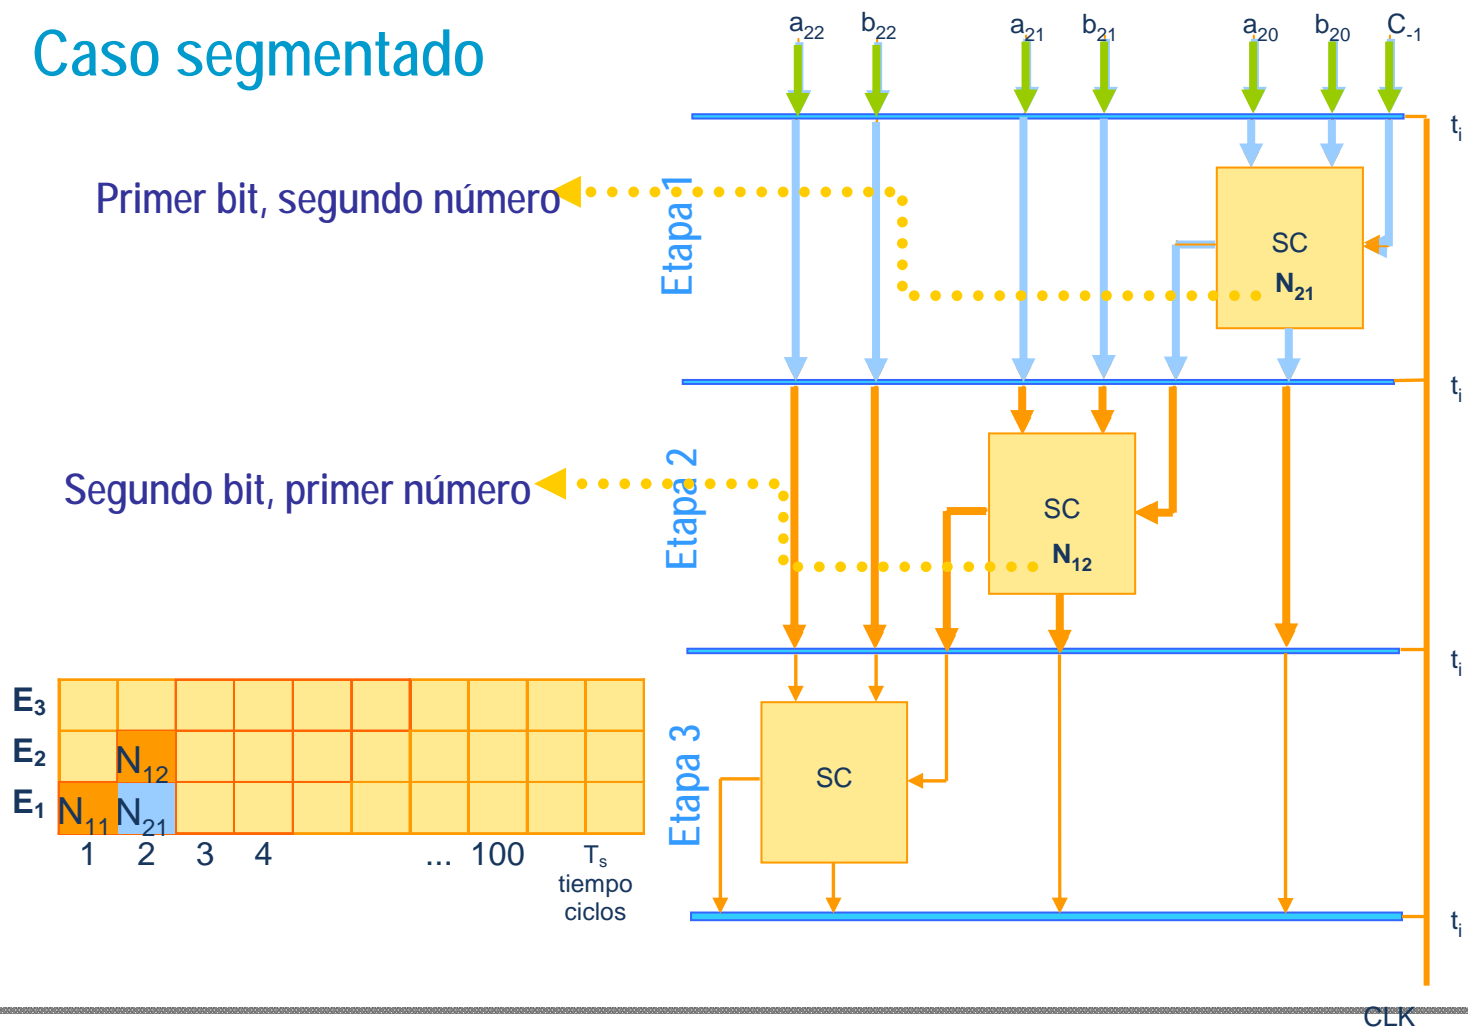 Caso segmentado
a22 b22 a21 b21 a20 b20 C-1
ti
Primer bit, segundo número
Etapa 1
SC
N21
ti
Segundo bit, primer número
Etapa 2
SC
N12
ti
Etapa 3
SC
E3
E2 N12
E1 N11 N21
1 2 3 4 ... 100 Ts
tiempo
ciclos
ti
CLK